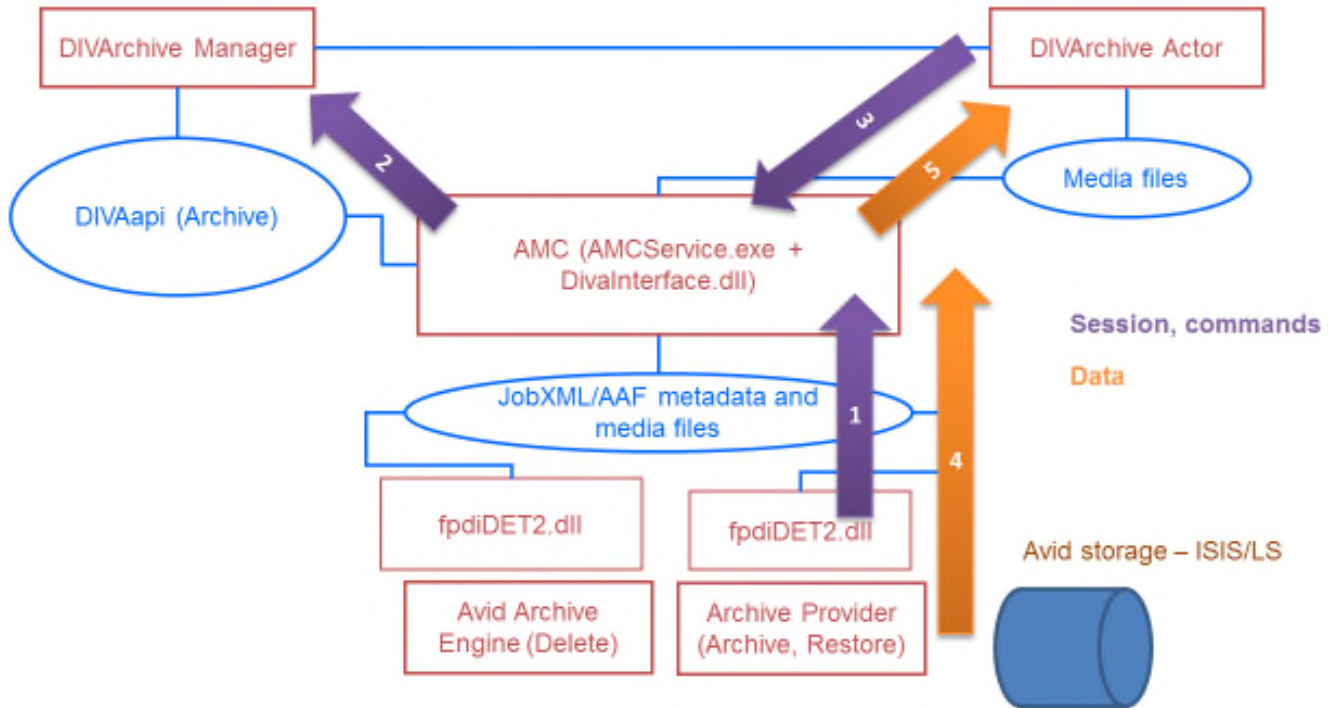 DIVArchive Manager
DIVArchive Actor
2
3
5
DIVAapi (Archive)
Media files
AMC (AMCService.exe +
DivaInterface.dll)
Session, commands
Data
JobXML/AAF metadata and
media files
1
4
fpdiDET2.dll
fpdiDET2.dll
Avid storage – ISIS/LS
Avid Archive
Engine (Delete)
Archive Provider
(Archive, Restore)